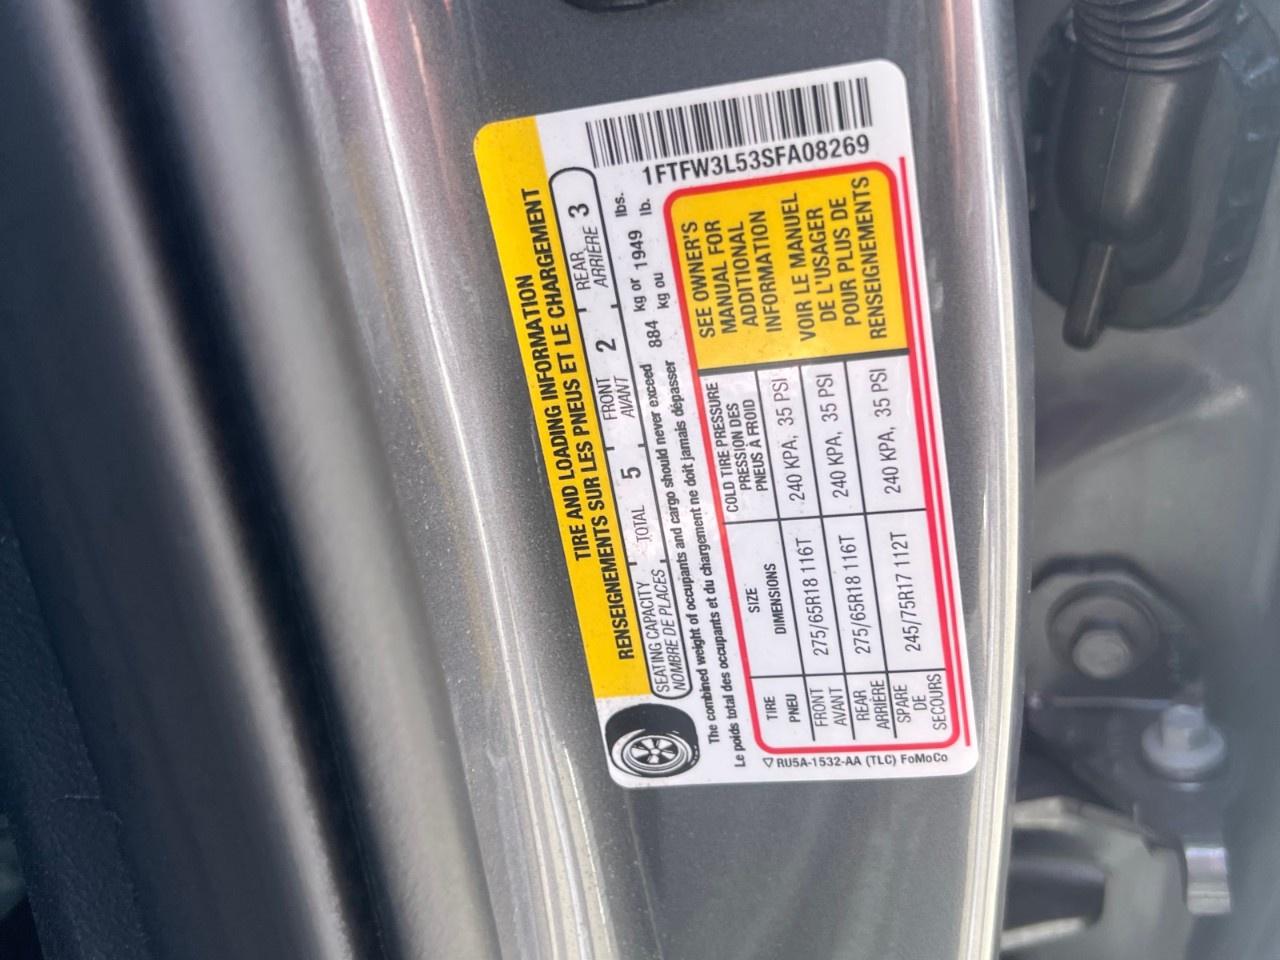 1FTFW3L53SFA08269
TIRE AND LOADING INFORMATION
RENSEIGNEMENTS SUR LES PNEUS ET LE CHARGEMENT
SEATING CAPACITY TOTAL 5 FRONT 2 REAR 3
NOMBRE DE PLACES AVANT ARRIÈRE
The combined weight of occupants and cargo should never exceed 884 kg or 1949 lbs.
Le poids total des occupants et du chargement ne doit jamais dépasser kg ou lb.
TIRE SIZE COLD TIRE PRESSURE
PNEU DIMENSIONS PRESSION DES
PNEUS À FROID
FRONT 275/65R18 116T 240 KPA, 35 PSI
AVANT
REAR 275/65R18 116T 240 KPA, 35 PSI
ARRIÈRE
SPARE 245/75R17 112T 240 KPA, 35 PSI
DE
SECOURS
SEE OWNER'S
MANUAL FOR
ADDITIONAL
INFORMATION
VOIR LE MANUEL
DE L'USAGER
POUR PLUS DE
RENSEIGNEMENTS
RU5A-1532-AA (TLC) FoMoCo